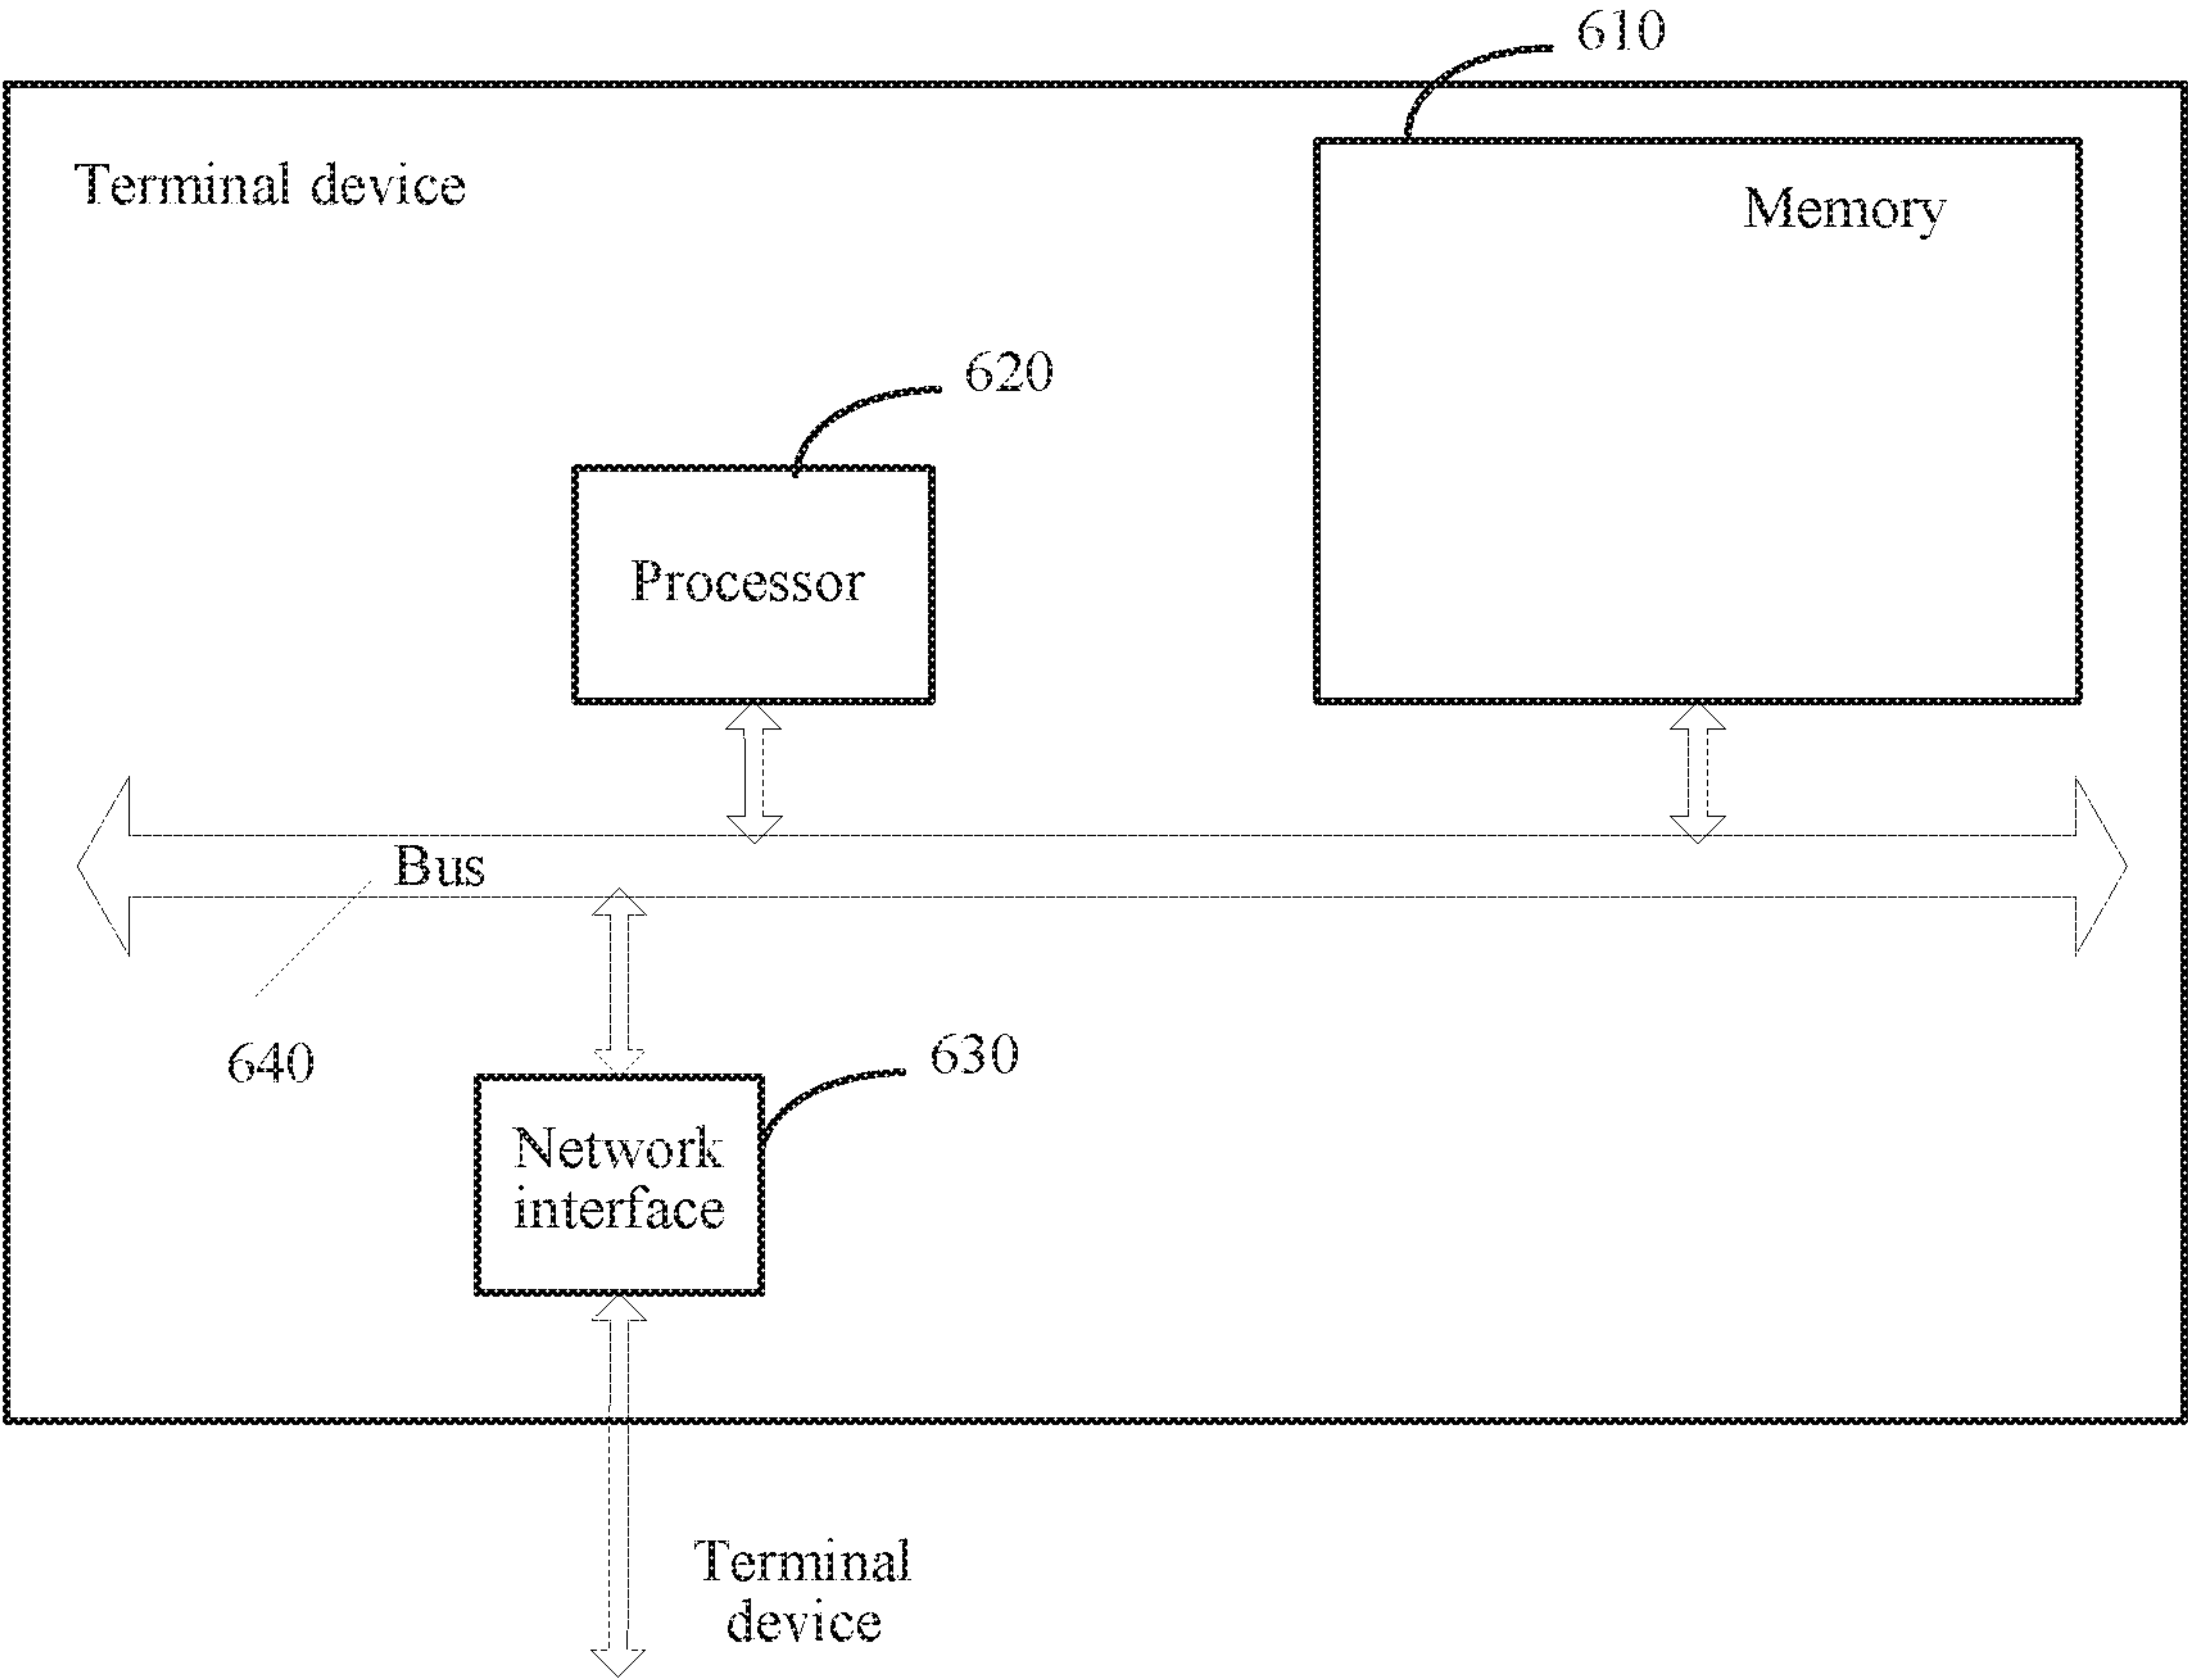 610
Terminal device
Memory
620
Processor
Bus
640
630
Network
interface
Terminal
device